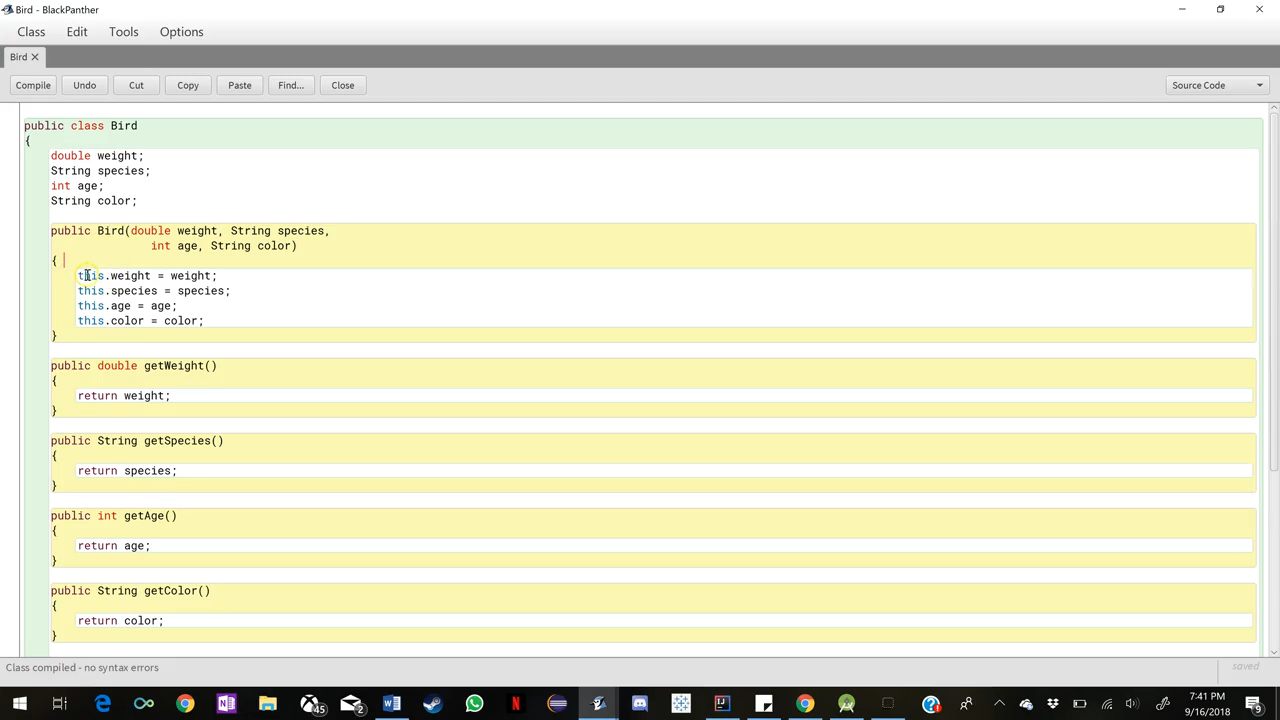 Bird - BlackPanther
Class Edit Tools Options
Bird
Compile Undo Cut Copy Paste Find... Close Source Code
public class Bird
{
double weight;
String species;
int age;
String color;
public Bird(double weight, String species,
int age, String color)
{
this.weight = weight;
this.species = species;
this.age = age;
this.color = color;
}
public double getWeight()
{
return weight;
}
public String getSpecies()
{
return species;
}
public int getAge()
{
return age;
}
public String getColor()
{
return color;
}
Class compiled - no syntax errors saved
45 2 7:41 PM
9/16/2018